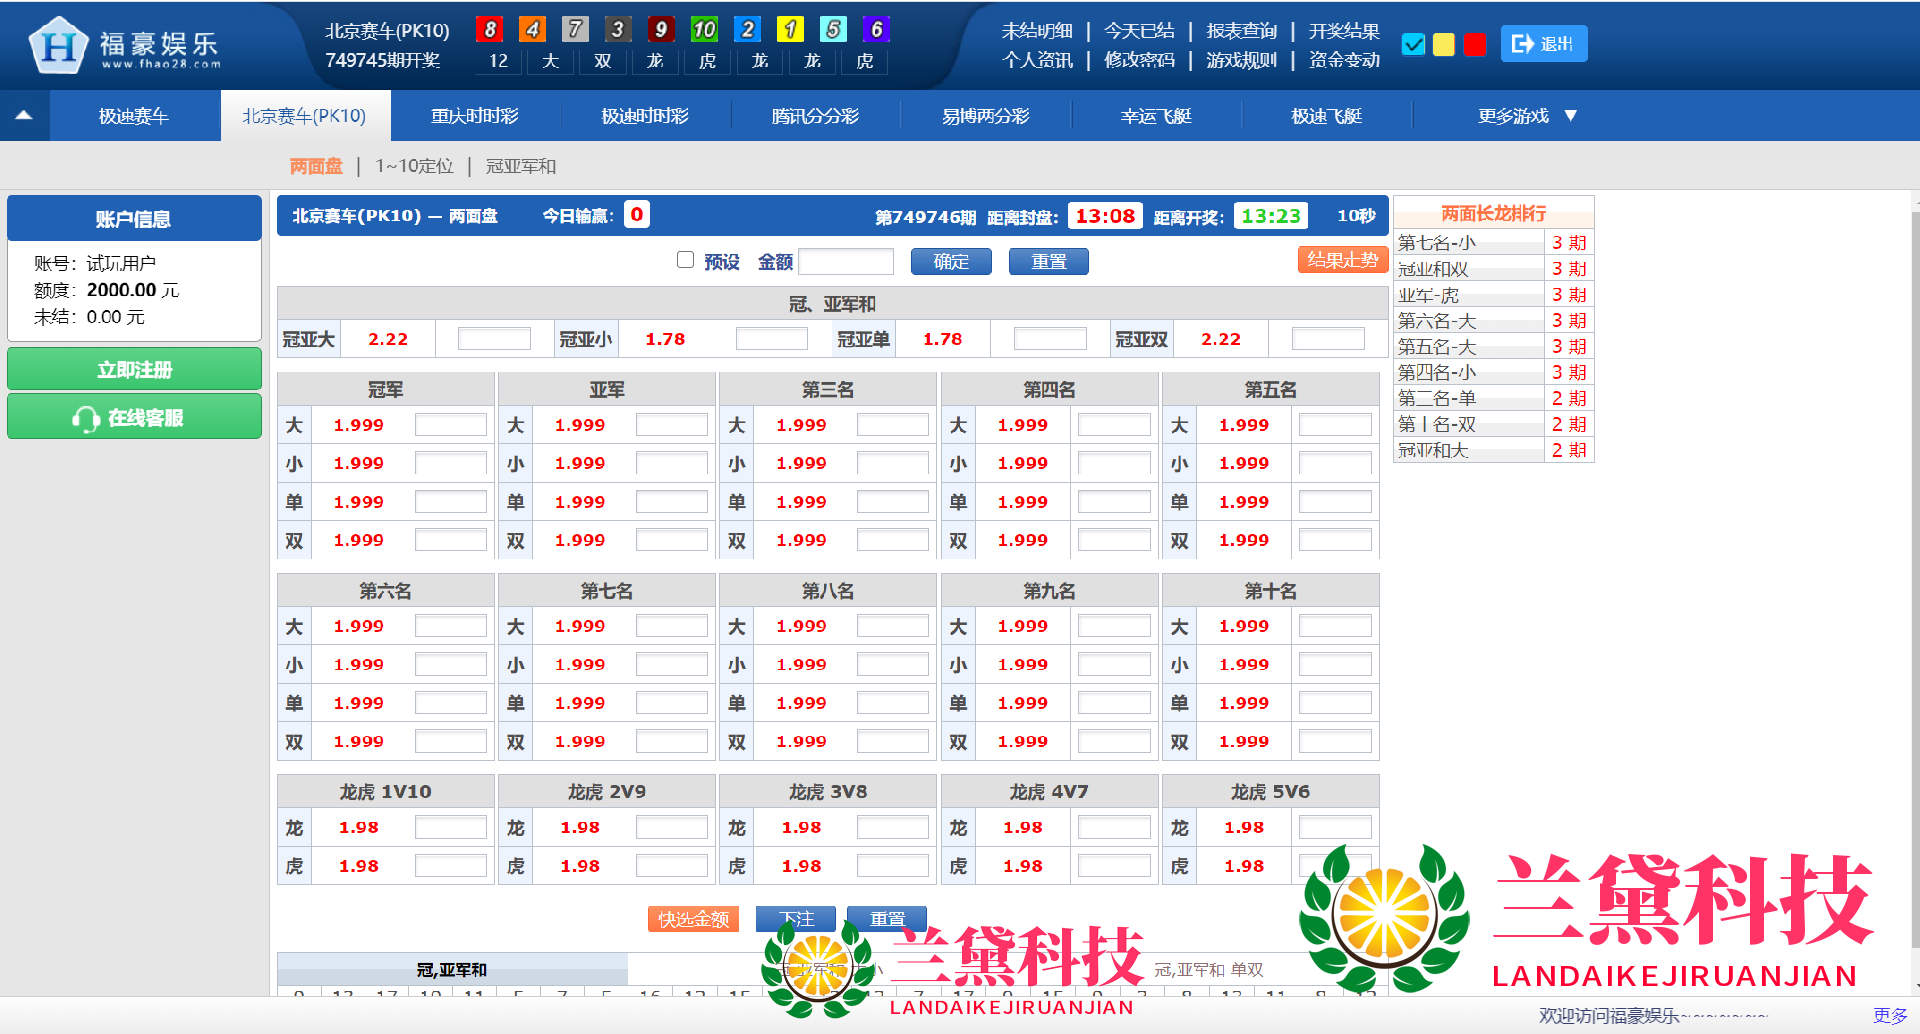 福豪娱乐
www.fhao28.com
北京赛车(PK10) 8 4 7 3 9 10 2 1 5 6
749745期开奖 12 大 双 龙 虎 龙 龙 虎
未结明细 | 今天已结 | 报表查询 | 开奖结果
个人资讯 | 修改密码 | 游戏规则 | 资金变动
退出
极速赛车 北京赛车(PK10) 重庆时时彩 极速时时彩 腾讯分分彩 易博两分彩 幸运飞艇 极速飞艇 更多游戏 ▼
两面盘 | 1~10定位 | 冠亚军和
账户信息
账号：试玩用户
额度：2000.00 元
未结：0.00 元
立即注册
在线客服
北京赛车(PK10) — 两面盘 今日输赢：0 第749746期 距离封盘：13:08 距离开奖：13:23 10秒
预设 金额 确定 重置 结果走势
冠、亚军和
冠亚大 2.22 冠亚小 1.78 冠亚单 1.78 冠亚双 2.22
冠军 亚军 第三名 第四名 第五名
大 1.999 大 1.999 大 1.999 大 1.999 大 1.999
小 1.999 小 1.999 小 1.999 小 1.999 小 1.999
单 1.999 单 1.999 单 1.999 单 1.999 单 1.999
双 1.999 双 1.999 双 1.999 双 1.999 双 1.999
第六名 第七名 第八名 第九名 第十名
大 1.999 大 1.999 大 1.999 大 1.999 大 1.999
小 1.999 小 1.999 小 1.999 小 1.999 小 1.999
单 1.999 单 1.999 单 1.999 单 1.999 单 1.999
双 1.999 双 1.999 双 1.999 双 1.999 双 1.999
龙虎 1V10 龙虎 2V9 龙虎 3V8 龙虎 4V7 龙虎 5V6
龙 1.98 龙 1.98 龙 1.98 龙 1.98 龙 1.98
虎 1.98 虎 1.98 虎 1.98 虎 1.98 虎 1.98
快选金额 下注 重置
冠,亚军和 冠,亚军和 大小 冠,亚军和 单双
两面长龙排行
第七名-小 3 期
冠亚和双 3 期
亚军-虎 3 期
第六名-大 3 期
第五名-大 3 期
第四名-小 3 期
第二名-单 2 期
第十名-双 2 期
冠亚和大 2 期
兰黛科技
LANDAIKEJIRUANJIAN
兰黛科技
LANDAIKEJIRUANJIAN
欢迎访问福豪娱乐~~~~~~~~ 更多